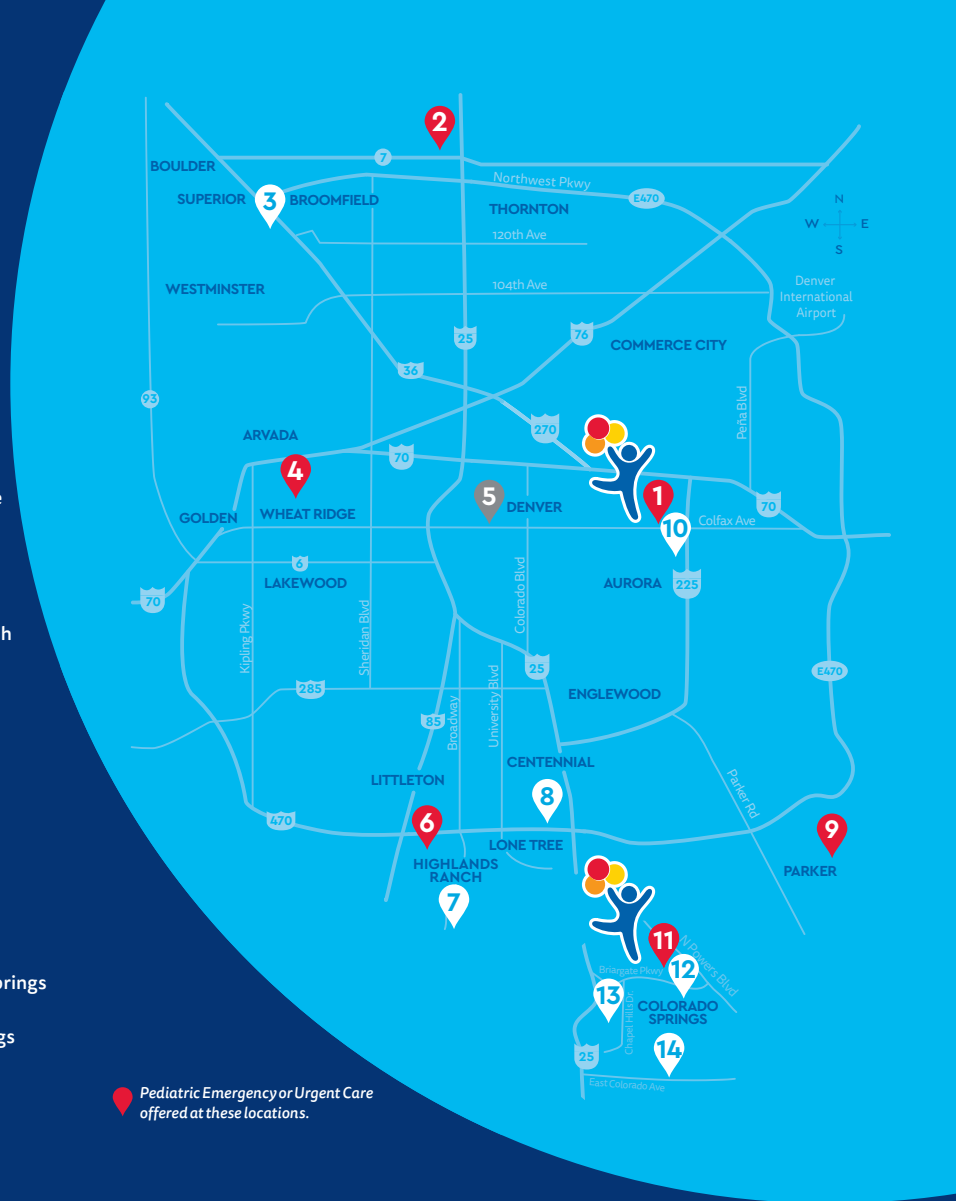 2
7
BOULDER
Northwest Pkwy
SUPERIOR
3
BROOMFIELD
E470
N
THORNTON
W
E
120th Ave
S
WESTMINSTER
104th Ave
Denver
International
Airport
25
76
COMMERCE CITY
36
93
Peña Blvd
270
ARVADA
70
4
5
1
DENVER
70
WHEAT RIDGE
GOLDEN
10
Colfax Ave
6
LAKEWOOD
AURORA
225
70
Colorado Blvd
h
Kipling Pkwy
Sheridan Blvd
25
E470
285
ENGLEWOOD
University Blvd
Broadway
85
CENTENNIAL
LITTLETON
8
Parker Rd
470
6
9
LONE TREE
HIGHLANDS
RANCH
PARKER
7
11
N Powers Blvd
12
Briargate Pkwy
prings
13
COLORADO
SPRINGS
Chapel Hills Dr.
gs
14
25
East Colorado Ave
Pediatric Emergency or Urgent Care
offered at these locations.